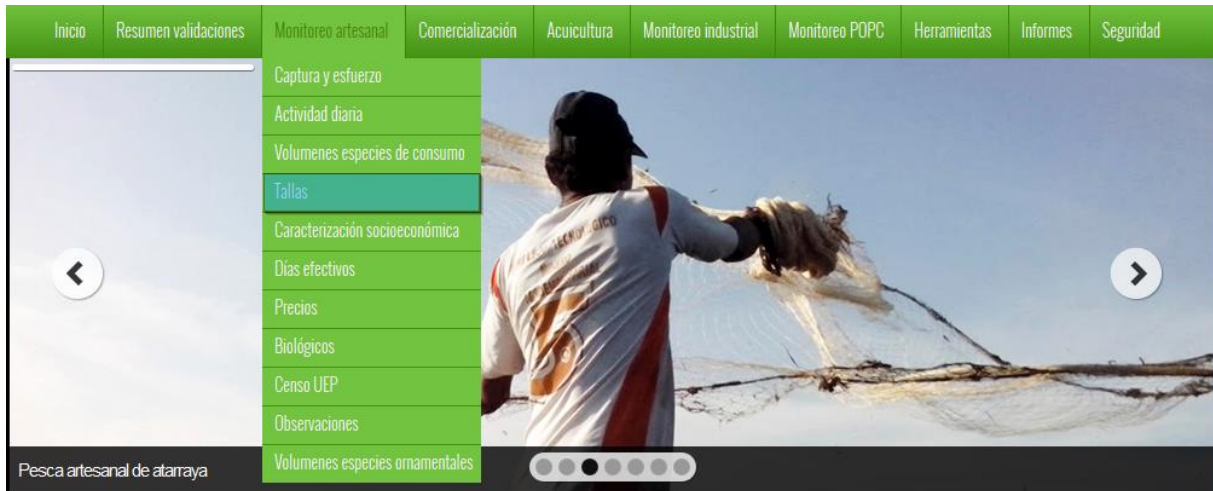 Inicio
Resumen validaciones
Monitoreo artesanal
Comercialización
Acuicultura
Monitoreo industrial
Monitoreo POPC
Herramientas
Informes
Seguridad
Captura y esfuerzo
Actividad diaria
Volumenes especies de consumo
Tallas
Caracterización socioeconómica
Días efectivos
Precios
Biológicos
Censo UEP
Observaciones
Volumenes especies ornamentales
Pesca artesanal de atarraya